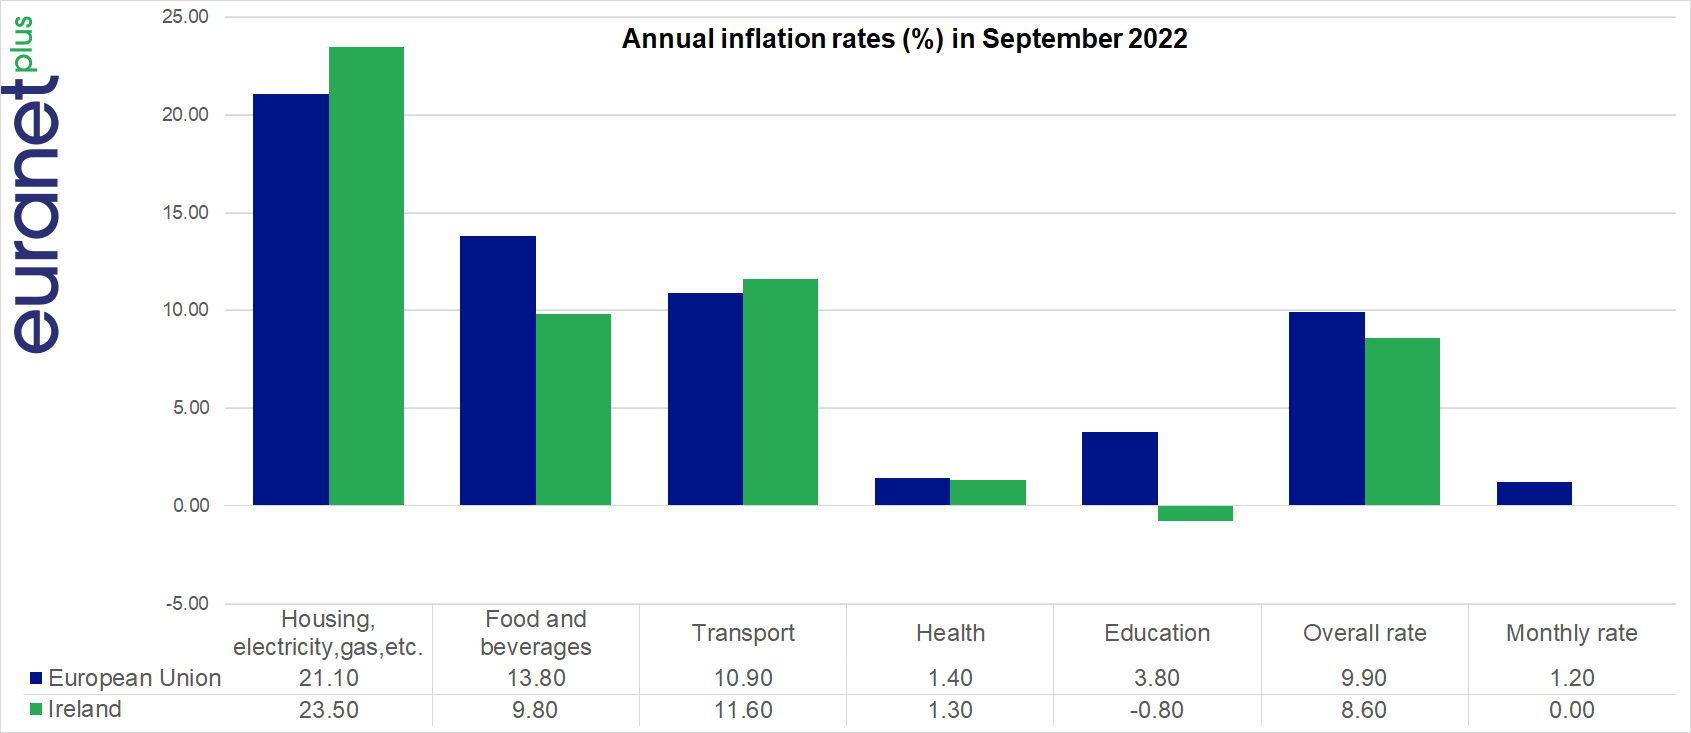 euranet plus
Annual inflation rates (%) in September 2022
25.00
20.00
15.00
10.00
5.00
0.00
-5.00
Housing, electricity,gas,etc. Food and beverages Transport Health Education Overall rate Monthly rate
European Union 21.10 13.80 10.90 1.40 3.80 9.90 1.20
Ireland 23.50 9.80 11.60 1.30 -0.80 8.60 0.00